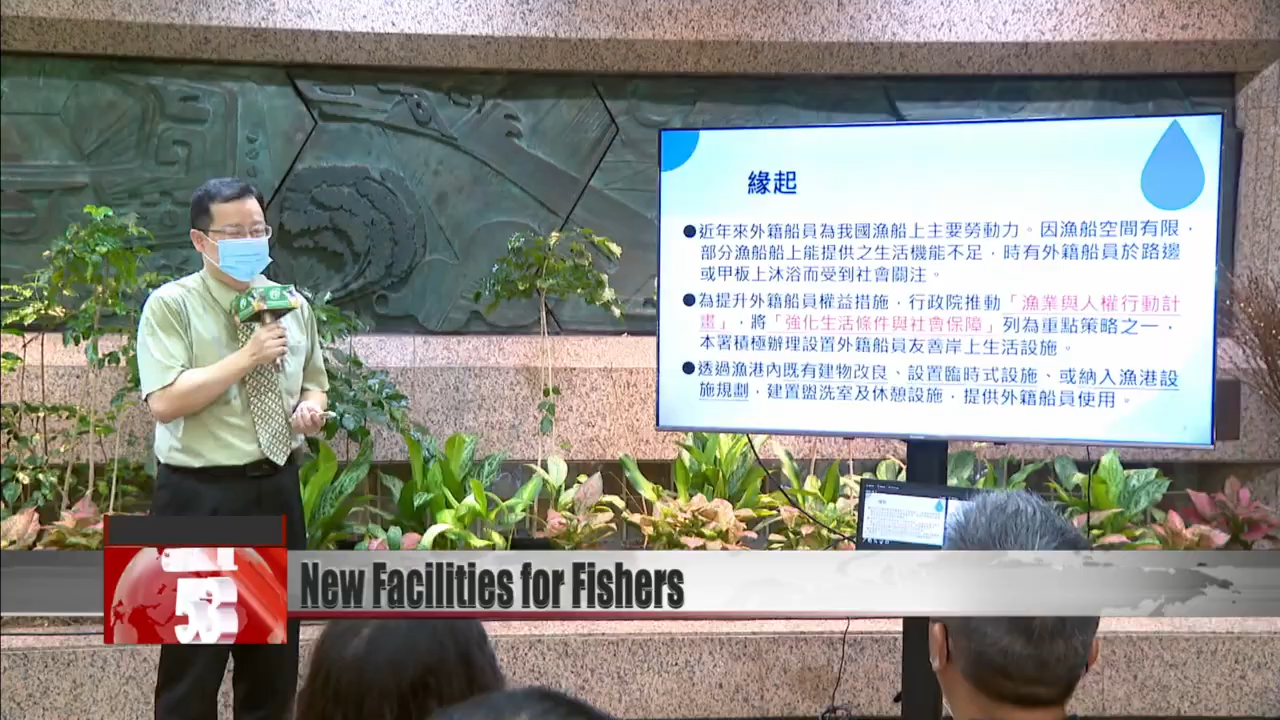 緣起
●近年來外籍船員為我國漁船上主要勞動力。因漁船空間有限，
部分漁船船上能提供之生活機能不足，時有外籍船員於路邊
或甲板上沐浴而受到社會關注。
●為提升外籍船員權益措施，行政院推動「漁業與人權行動計
畫」，將「強化生活條件與社會保障」列為重點策略之一，
本署積極辦理設置外籍船員友善岸上生活設施。
●透過漁港內既有建物改良、設置臨時式設施、或納入漁港設
施規劃，建置盥洗室及休憩設施，提供外籍船員使用。
53
New Facilities for Fishers